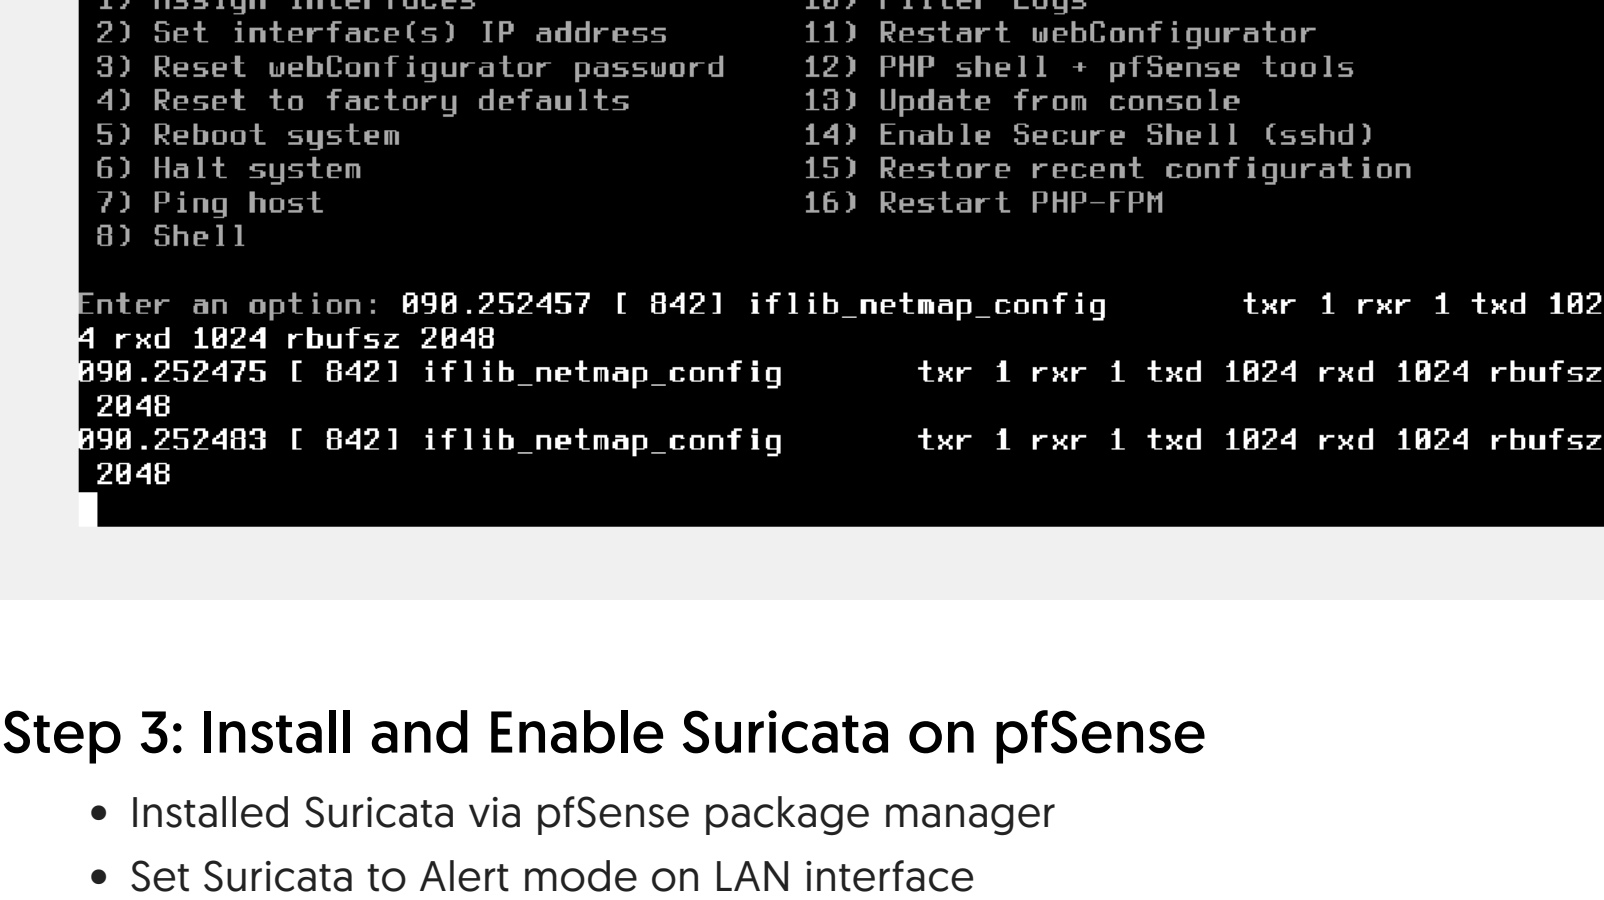 1) Assign Interfaces 10) Filter Logs
2) Set interface(s) IP address 11) Restart webConfigurator
3) Reset webConfigurator password 12) PHP shell + pfSense tools
4) Reset to factory defaults 13) Update from console
5) Reboot system 14) Enable Secure Shell (sshd)
6) Halt system 15) Restore recent configuration
7) Ping host 16) Restart PHP-FPM
8) Shell
Enter an option: 090.252457 [ 842] iflib_netmap_config txr 1 rxr 1 txd 102
4 rxd 1024 rbufsz 2048
090.252475 [ 842] iflib_netmap_config txr 1 rxr 1 txd 1024 rxd 1024 rbufsz
2048
090.252483 [ 842] iflib_netmap_config txr 1 rxr 1 txd 1024 rxd 1024 rbufsz
2048
Step 3: Install and Enable Suricata on pfSense
• Installed Suricata via pfSense package manager
• Set Suricata to Alert mode on LAN interface